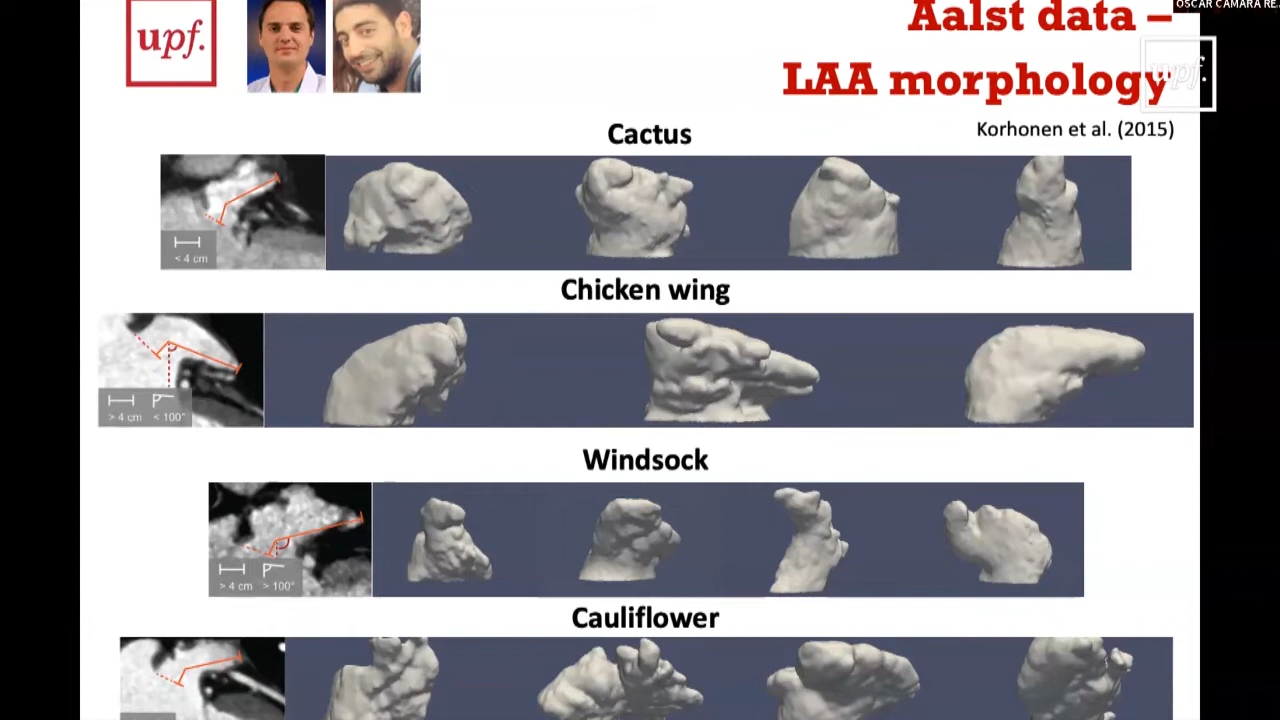 OSCAR CAMARA RE
upf.
Aalst data –
LAA morphology
upf.
Korhonen et al. (2015)
Cactus
< 4 cm
Chicken wing
> 4 cm < 100°
Windsock
> 4 cm > 100°
Cauliflower